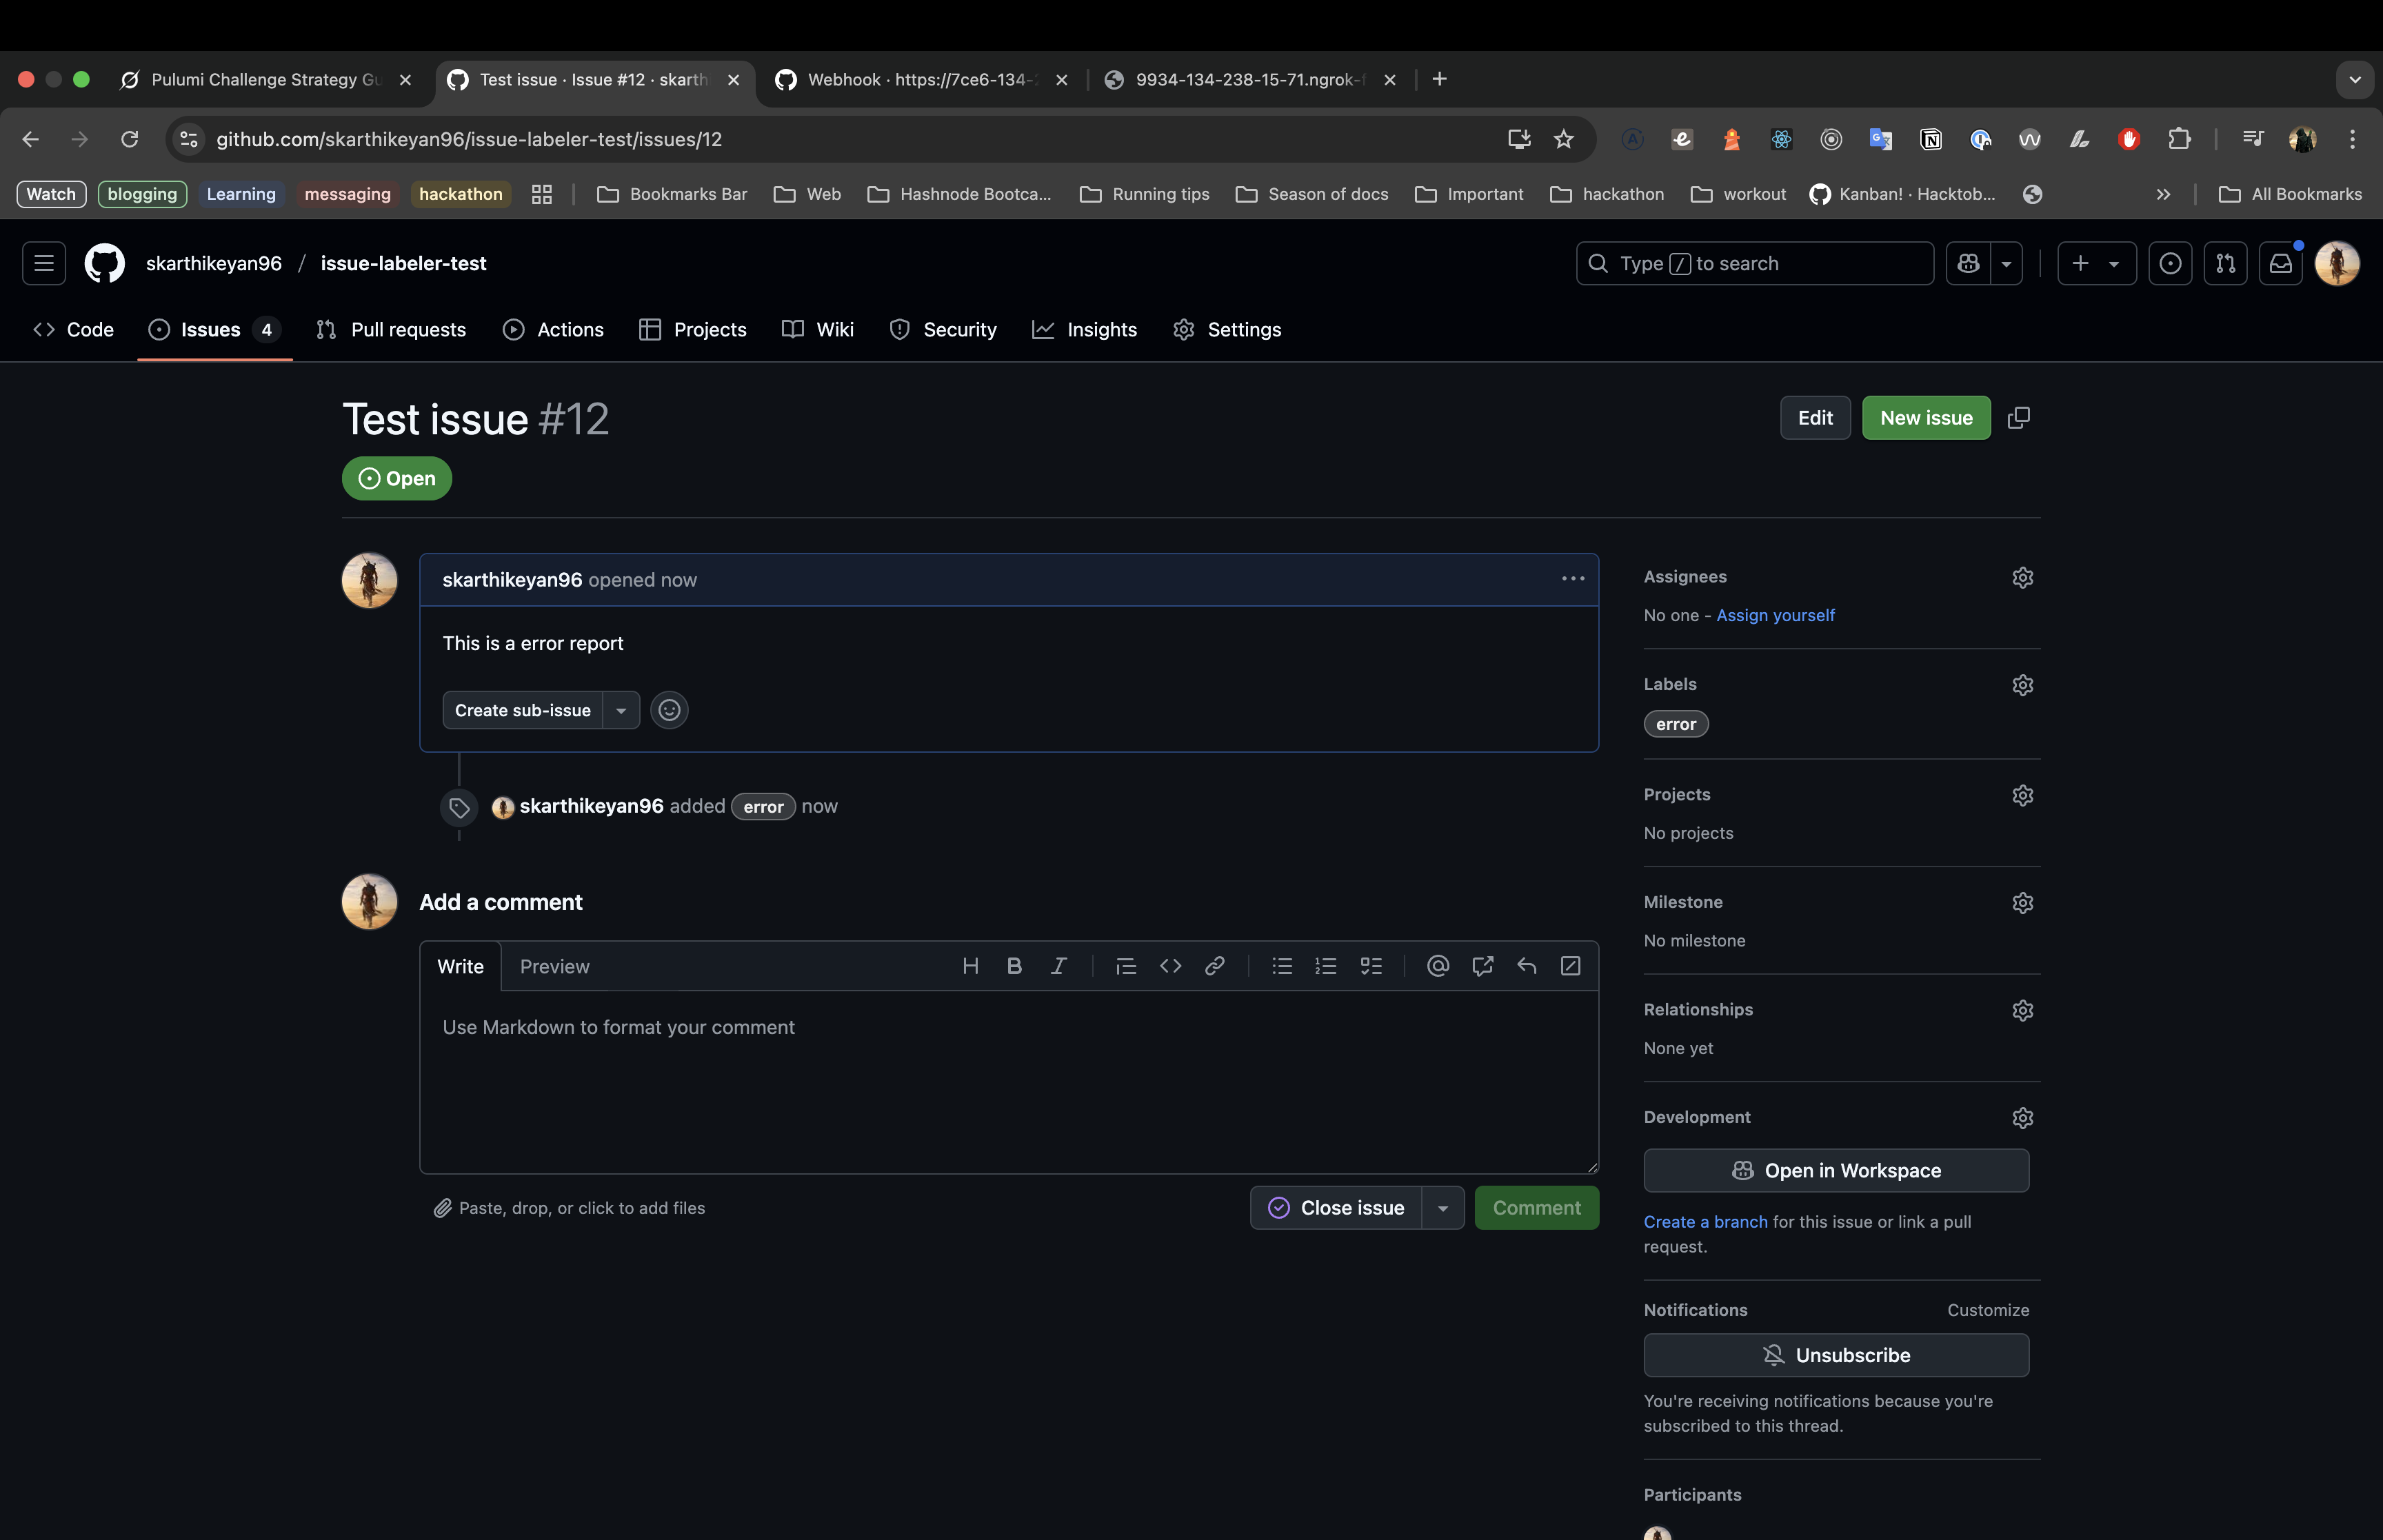 Pulumi Challenge Strategy Gu
Test issue · Issue #12 · skarth
Webhook · https://7ce6-134-2
9934-134-238-15-71.ngrok-f
github.com/skarthikeyan96/issue-labeler-test/issues/12
Watch
blogging
Learning
messaging
hackathon
Bookmarks Bar
Web
Hashnode Bootca...
Running tips
Season of docs
Important
hackathon
workout
Kanban! · Hacktob...
All Bookmarks
skarthikeyan96 / issue-labeler-test
Type / to search
Code
Issues 4
Pull requests
Actions
Projects
Wiki
Security
Insights
Settings
Test issue #12
Edit
New issue
Open
skarthikeyan96 opened now
This is a error report
Create sub-issue
skarthikeyan96 added error now
Add a comment
Write
Preview
Use Markdown to format your comment
Paste, drop, or click to add files
Close issue
Comment
Assignees
No one - Assign yourself
Labels
error
Projects
No projects
Milestone
No milestone
Relationships
None yet
Development
Open in Workspace
Create a branch for this issue or link a pull
request.
Notifications
Customize
Unsubscribe
You're receiving notifications because you're
subscribed to this thread.
Participants